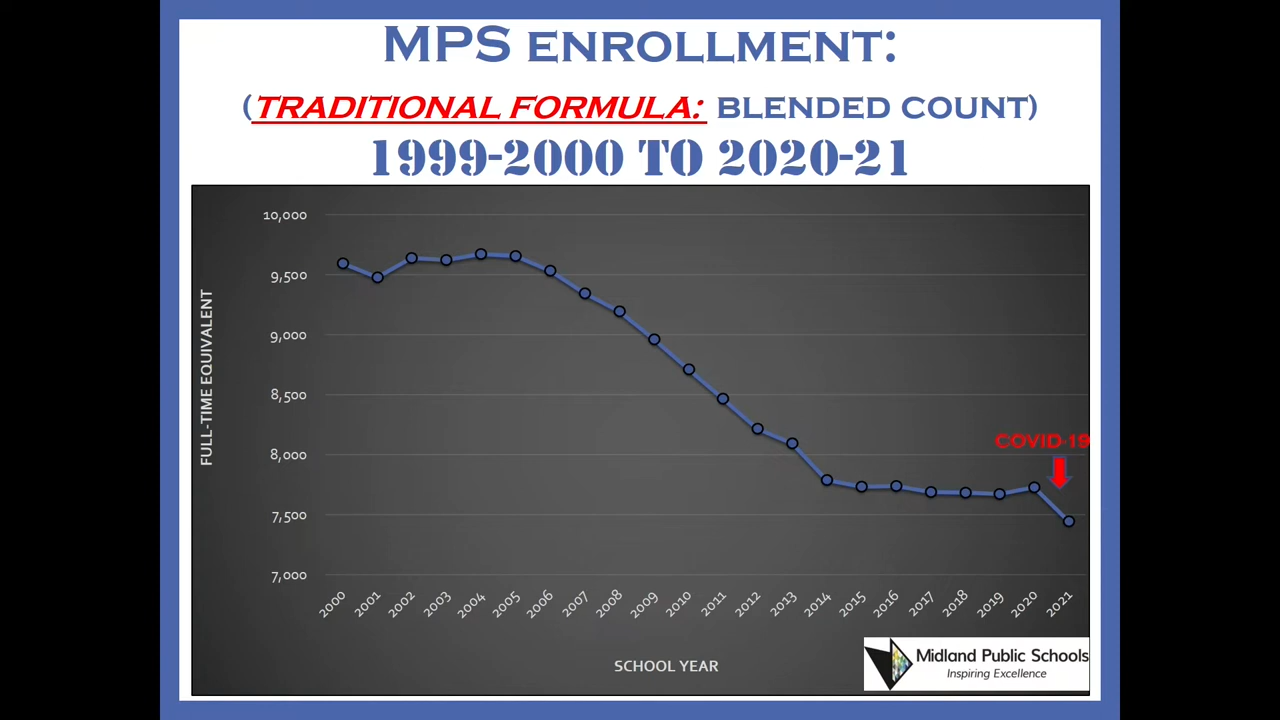 MPS ENROLLMENT:
(TRADITIONAL FORMULA: BLENDED COUNT)
1999-2000 TO 2020-21
10,000
9,500
9,000
8,500
8,000
7,500
7,000
FULL-TIME EQUIVALENT
COVID-19
2000 2001 2002 2003 2004 2005 2006 2007 2008 2009 2010 2011 2012 2013 2014 2015 2016 2017 2018 2019 2020 2021
SCHOOL YEAR
Midland Public Schools
Inspiring Excellence